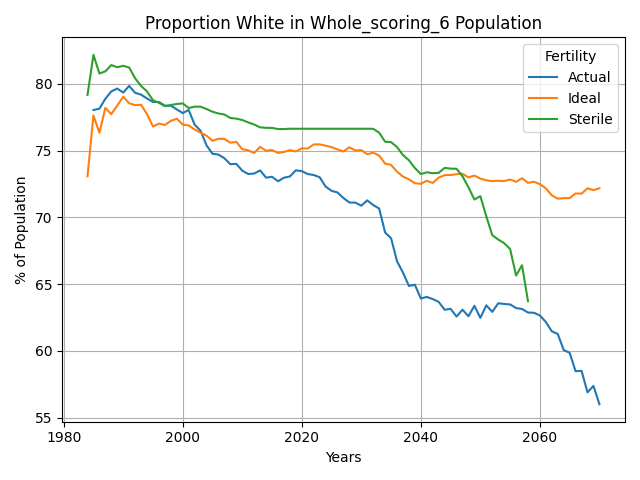 Proportion White in Whole_scoring_6 Population
Fertility
Actual
Ideal
Sterile
% of Population
80
75
70
65
60
55
1980
2000
2020
2040
2060
Years